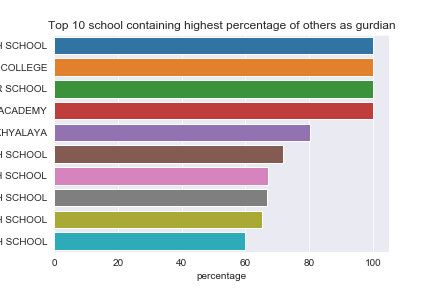 Top 10 school containing highest percentage of others as gurdian
H SCHOOL
COLLEGE
R SCHOOL
ACADEMY
KHYALAYA
H SCHOOL
H SCHOOL
H SCHOOL
H SCHOOL
H SCHOOL
0 20 40 60 80 100
percentage